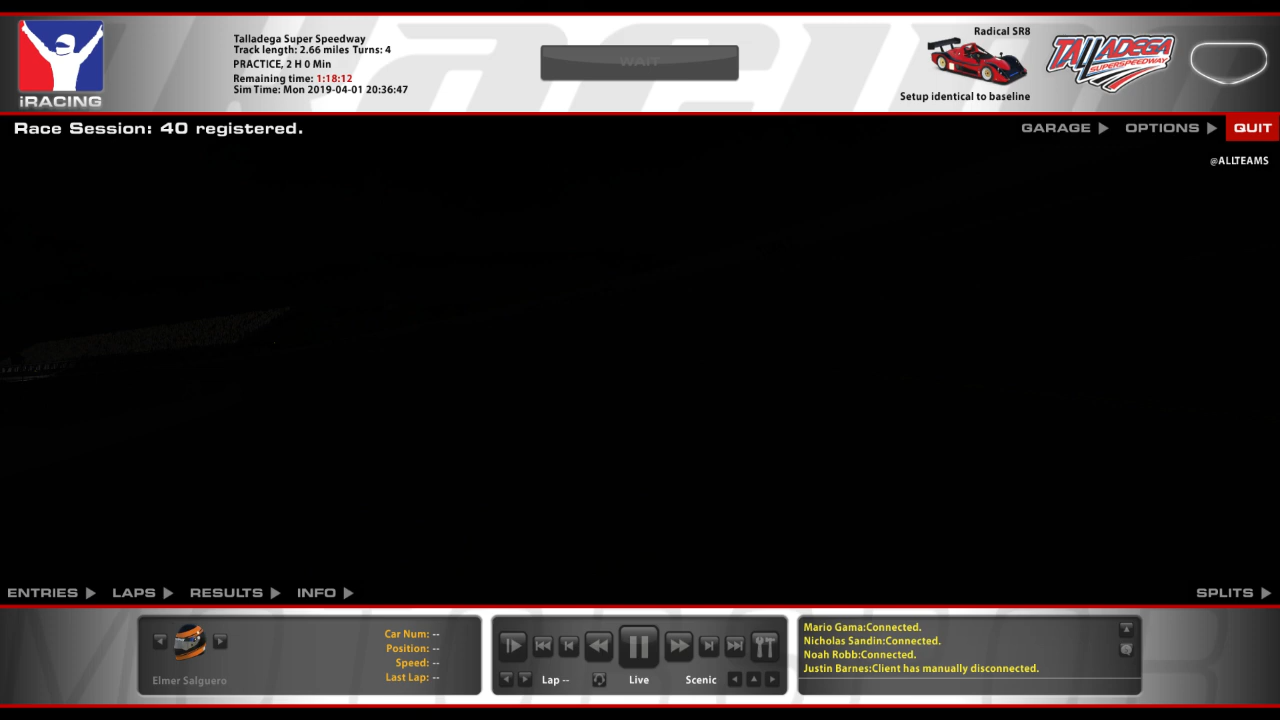 iRACING
Talladega Super Speedway
Track length: 2.66 miles Turns: 4
PRACTICE, 2 H 0 Min
Remaining time: 1:18:12
Sim Time: Mon 2019-04-01 20:36:47
WAIT
Radical SR8
Setup identical to baseline
TALLADEGA
SUPERSPEEDWAY
Race Session: 40 registered.
GARAGE
OPTIONS
QUIT
@ALLTEAMS
ENTRIES
LAPS
RESULTS
INFO
SPLITS
Elmer Salguero
Car Num: --
Position: --
Speed: --
Last Lap: --
Lap --
Live
Scenic
Mario Gama:Connected.
Nicholas Sandin:Connected.
Noah Robb:Connected.
Justin Barnes:Client has manually disconnected.